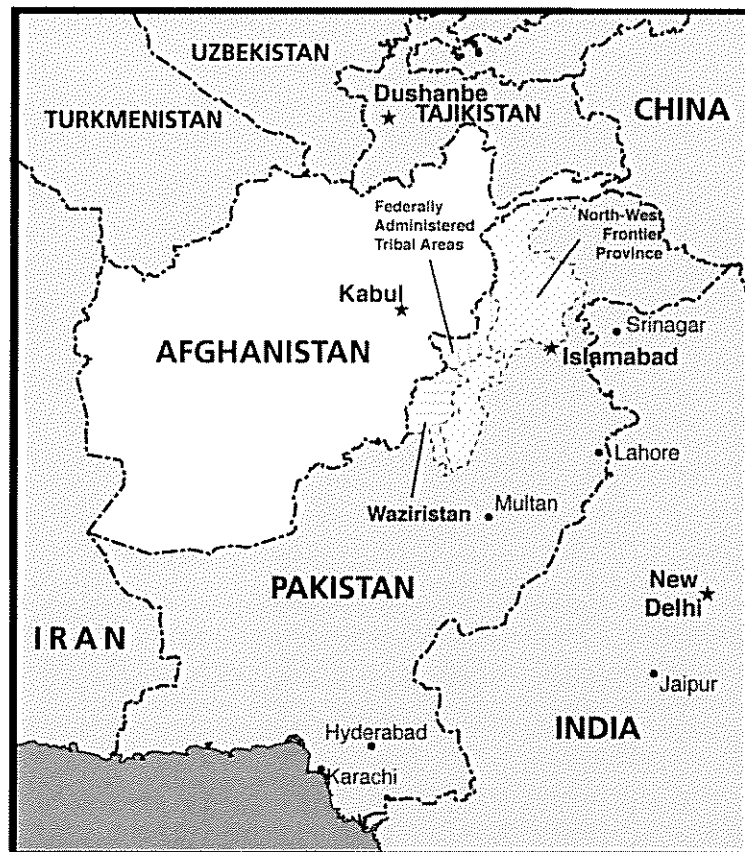 UZBEKISTAN
Dushanbe
TURKMENISTAN
TAJIKISTAN
CHINA
Federally
Administered
Tribal Areas
North-West
Frontier
Province
Kabul
Srinagar
AFGHANISTAN
Islamabad
Lahore
Waziristan
Multan
PAKISTAN
New
Delhi
IRAN
Jaipur
Hyderabad
INDIA
Karachi